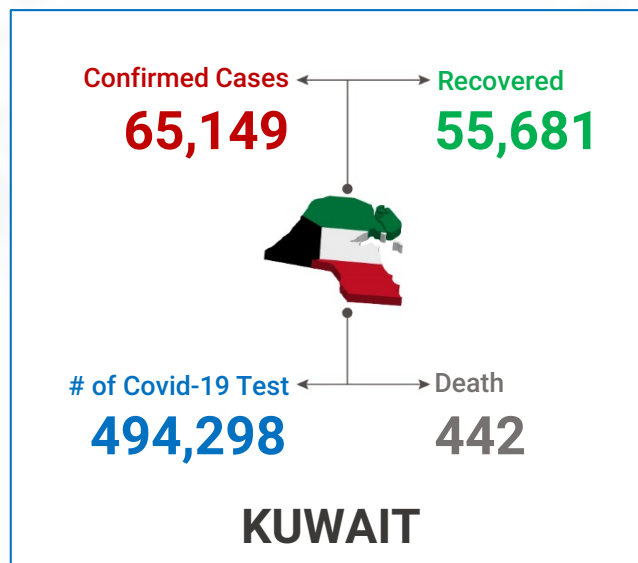 Confirmed Cases
65,149
Recovered
55,681
# of Covid-19 Test
494,298
Death
442
KUWAIT